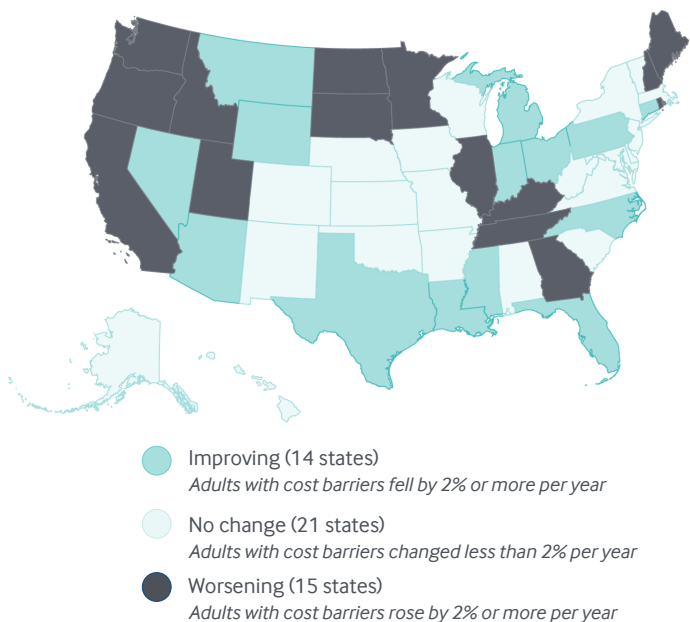 Improving (14 states)
Adults with cost barriers fell by 2% or more per year
No change (21 states)
Adults with cost barriers changed less than 2% per year
Worsening (15 states)
Adults with cost barriers rose by 2% or more per year